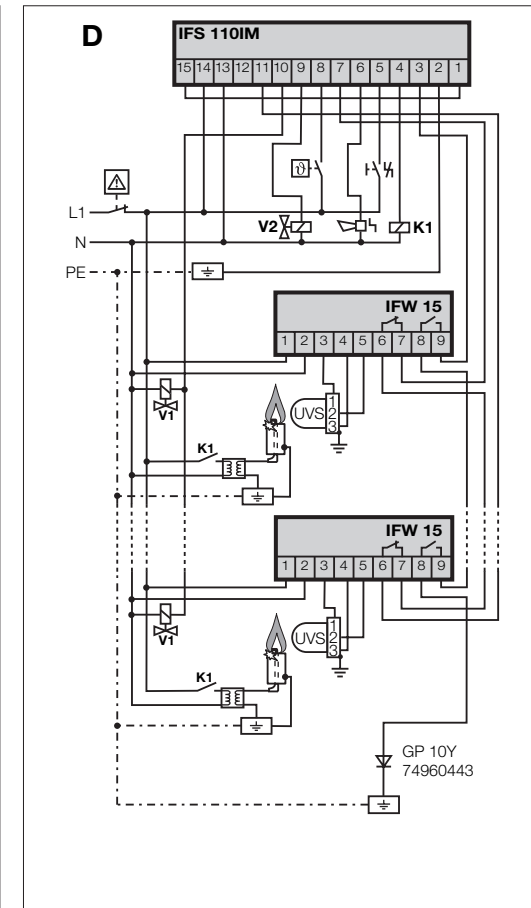 D
IFS 110IM
15 14 13 12 11 10 9 8 7 6 5 4 3 2 1
ϑ
L1
V2
K1
N
PE
IFW 15
1 2 3 4 5 6 7 8 9
V1
UVS
1
2
3
K1
IFW 15
1 2 3 4 5 6 7 8 9
V1
UVS
1
2
3
K1
GP 10Y
74960443